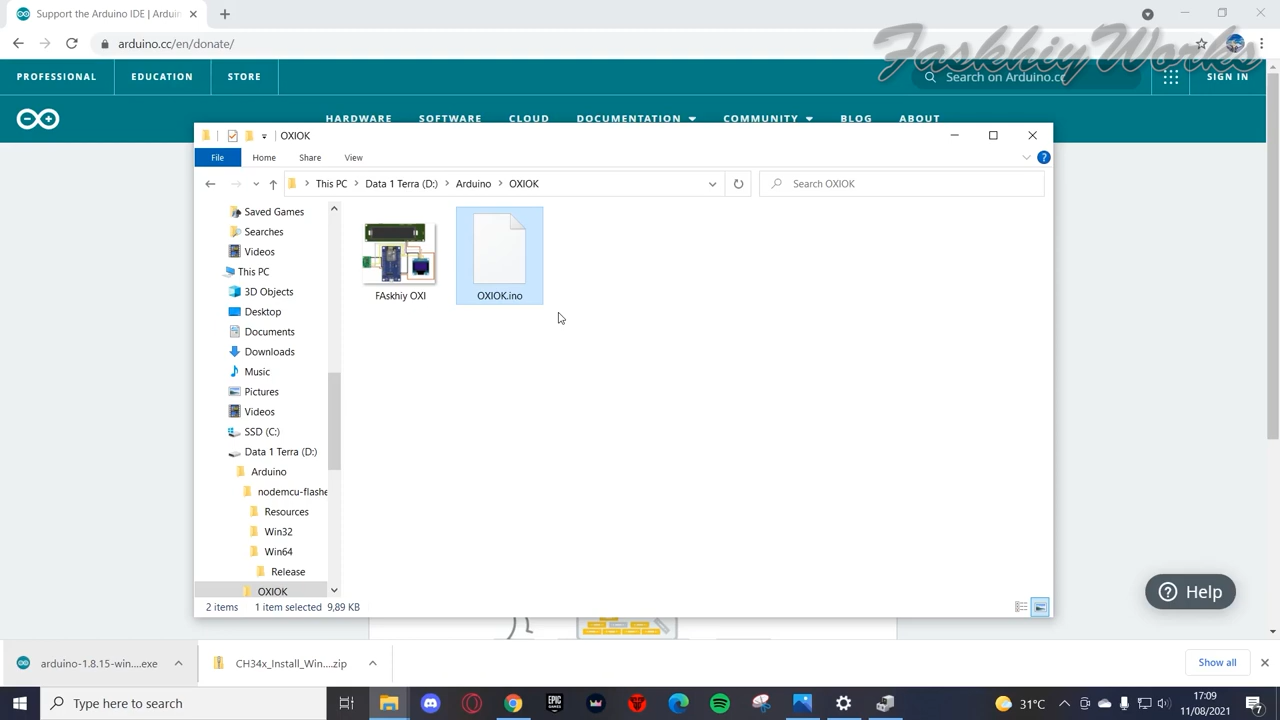 Support the Arduino IDE | Arduin
arduino.cc/en/donate/
FaskhiyWorks
PROFESSIONAL
EDUCATION
STORE
Search on Arduino.cc
SIGN IN
HARDWARE
SOFTWARE
CLOUD
DOCUMENTATION
COMMUNITY
BLOG
ABOUT
OXIOK
File
Home
Share
View
This PC
Data 1 Terra (D:)
Arduino
OXIOK
Search OXIOK
Saved Games
Searches
Videos
This PC
3D Objects
Desktop
Documents
Downloads
Music
Pictures
Videos
SSD (C:)
Data 1 Terra (D:)
Arduino
nodemcu-flashe
Resources
Win32
Win64
Release
OXIOK
FAskhiy OXI
OXIOK.ino
2 items
1 item selected 9,89 KB
Help
arduino-1.8.15-win....exe
CH34x_Install_Win....zip
Show all
Type here to search
EPIC GAMES
31°C
17:09
11/08/2021
7